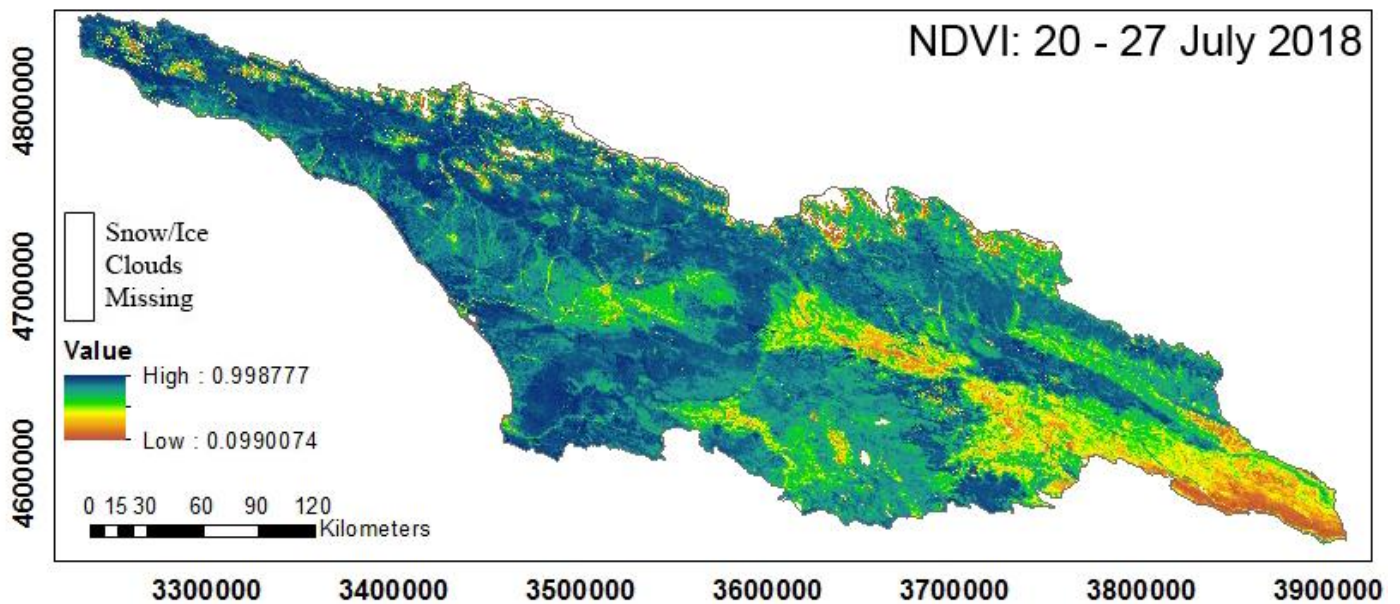 NDVI: 20 - 27 July 2018
4800000
4700000
4600000
Snow/Ice
Clouds
Missing
Value
High : 0.998777
Low : 0.0990074
0 15 30 60 90 120
Kilometers
3300000 3400000 3500000 3600000 3700000 3800000 3900000